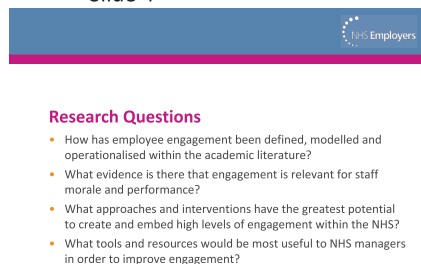 NHS Employers
Research Questions
• How has employee engagement been defined, modelled and
operationalised within the academic literature?
• What evidence is there that engagement is relevant for staff
morale and performance?
• What approaches and interventions have the greatest potential
to create and embed high levels of engagement within the NHS?
• What tools and resources would be most useful to NHS managers
in order to improve engagement?